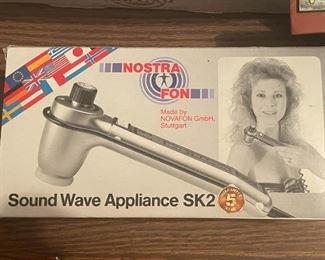 NOSTRA
FON
Made by
NOVAFON GmbH,
Stuttgart
Sound Wave Appliance SK2
5